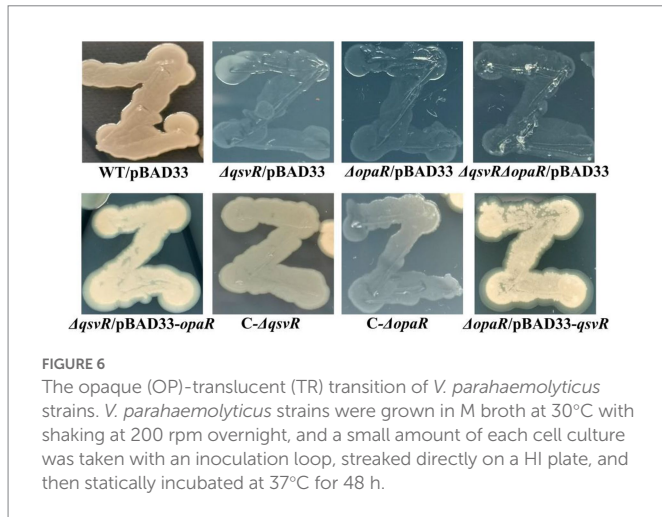 WT/pBAD33 ΔqsvR/pBAD33 ΔopaR/pBAD33 ΔqsvRΔopaR/pBAD33
ΔqsvR/pBAD33-opaR C-ΔqsvR C-ΔopaR ΔopaR/pBAD33-qsvR
FIGURE 6
The opaque (OP)-translucent (TR) transition of V. parahaemolyticus
strains. V. parahaemolyticus strains were grown in M broth at 30°C with
shaking at 200 rpm overnight, and a small amount of each cell culture
was taken with an inoculation loop, streaked directly on a HI plate, and
then statically incubated at 37°C for 48 h.